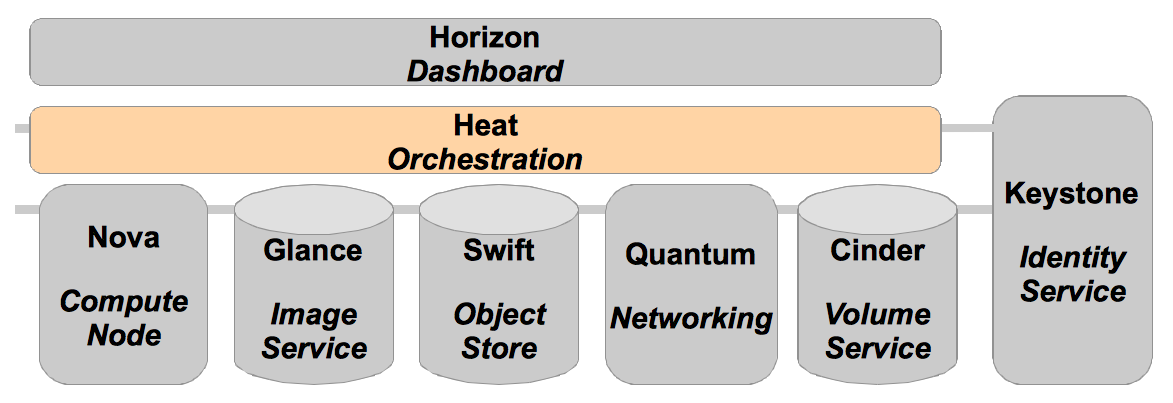 Horizon
Dashboard
Heat
Orchestration
Keystone
Identity
Service
Nova
Compute
Node
Glance
Image
Service
Swift
Object
Store
Quantum
Networking
Cinder
Volume
Service